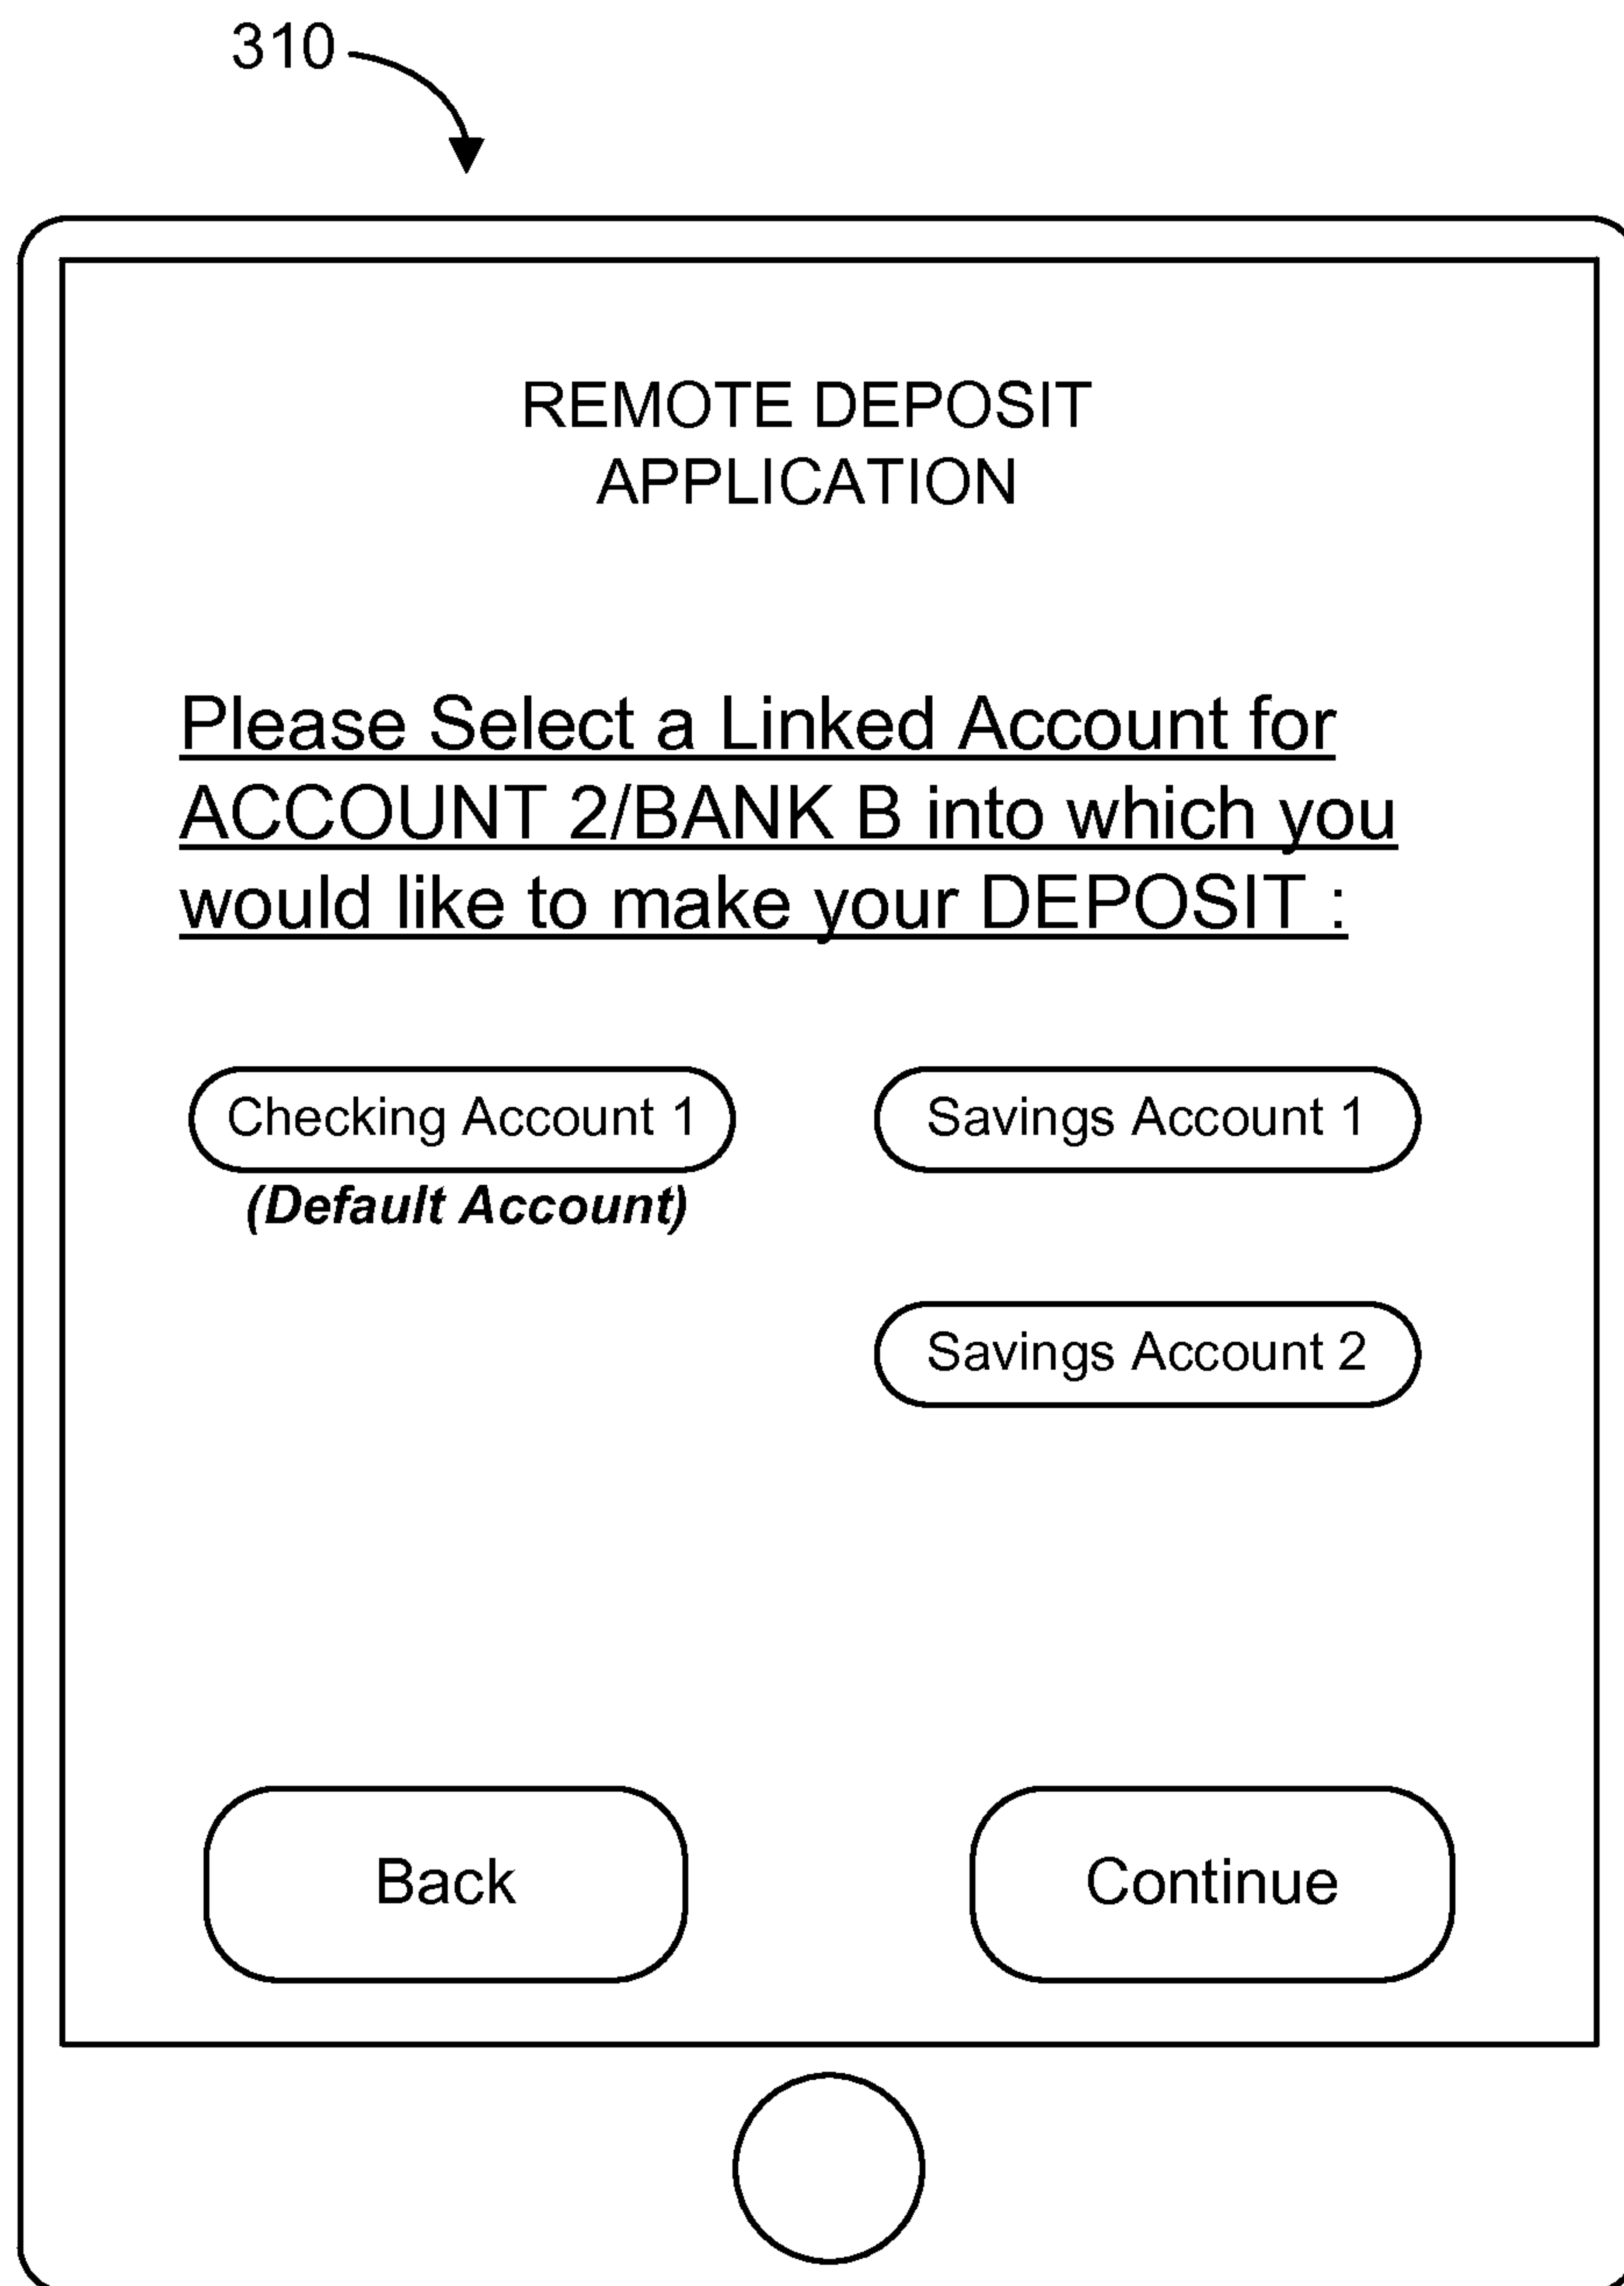 310
REMOTE DEPOSIT
APPLICATION
Please Select a Linked Account for
ACCOUNT 2/BANK B into which you
would like to make your DEPOSIT :
Checking Account 1
Savings Account 1
(Default Account)
Savings Account 2
Back
Continue